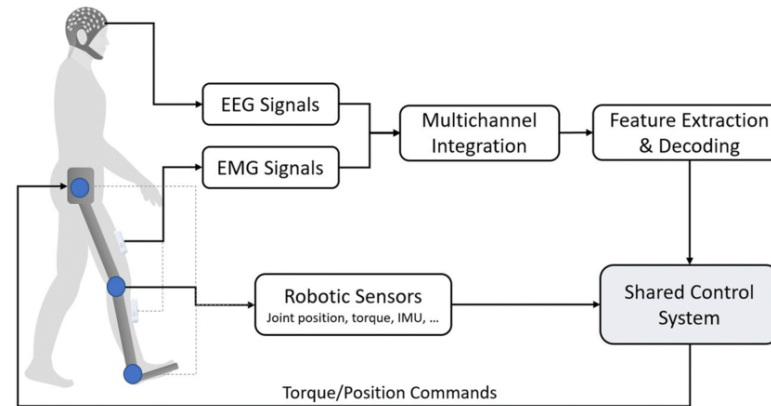 EEG Signals
EMG Signals
Multichannel
Integration
Feature Extraction
& Decoding
Robotic Sensors
Joint position, torque, IMU, ...
Shared Control
System
Torque/Position Commands